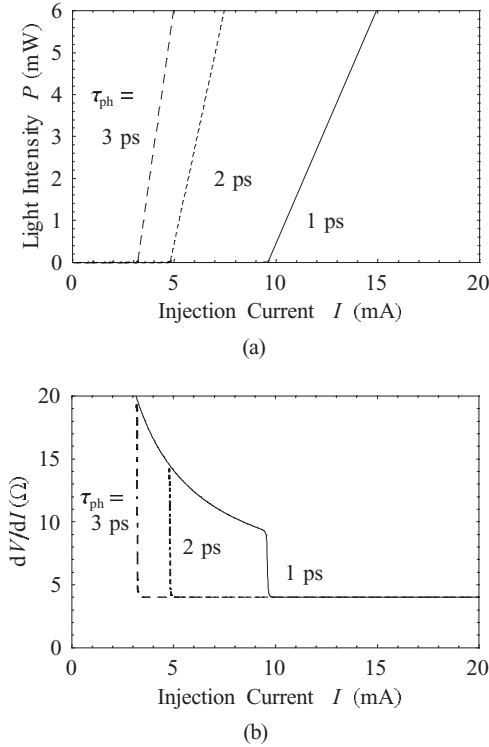 6
5
4
3
2
1
0
Light Intensity P (mW)
τph =
3 ps
2 ps
1 ps
0 5 10 15 20
Injection Current I (mA)
(a)
20
15
10
5
0
dV/dI (Ω)
τph =
3 ps
2 ps
1 ps
0 5 10 15 20
Injection Current I (mA)
(b)